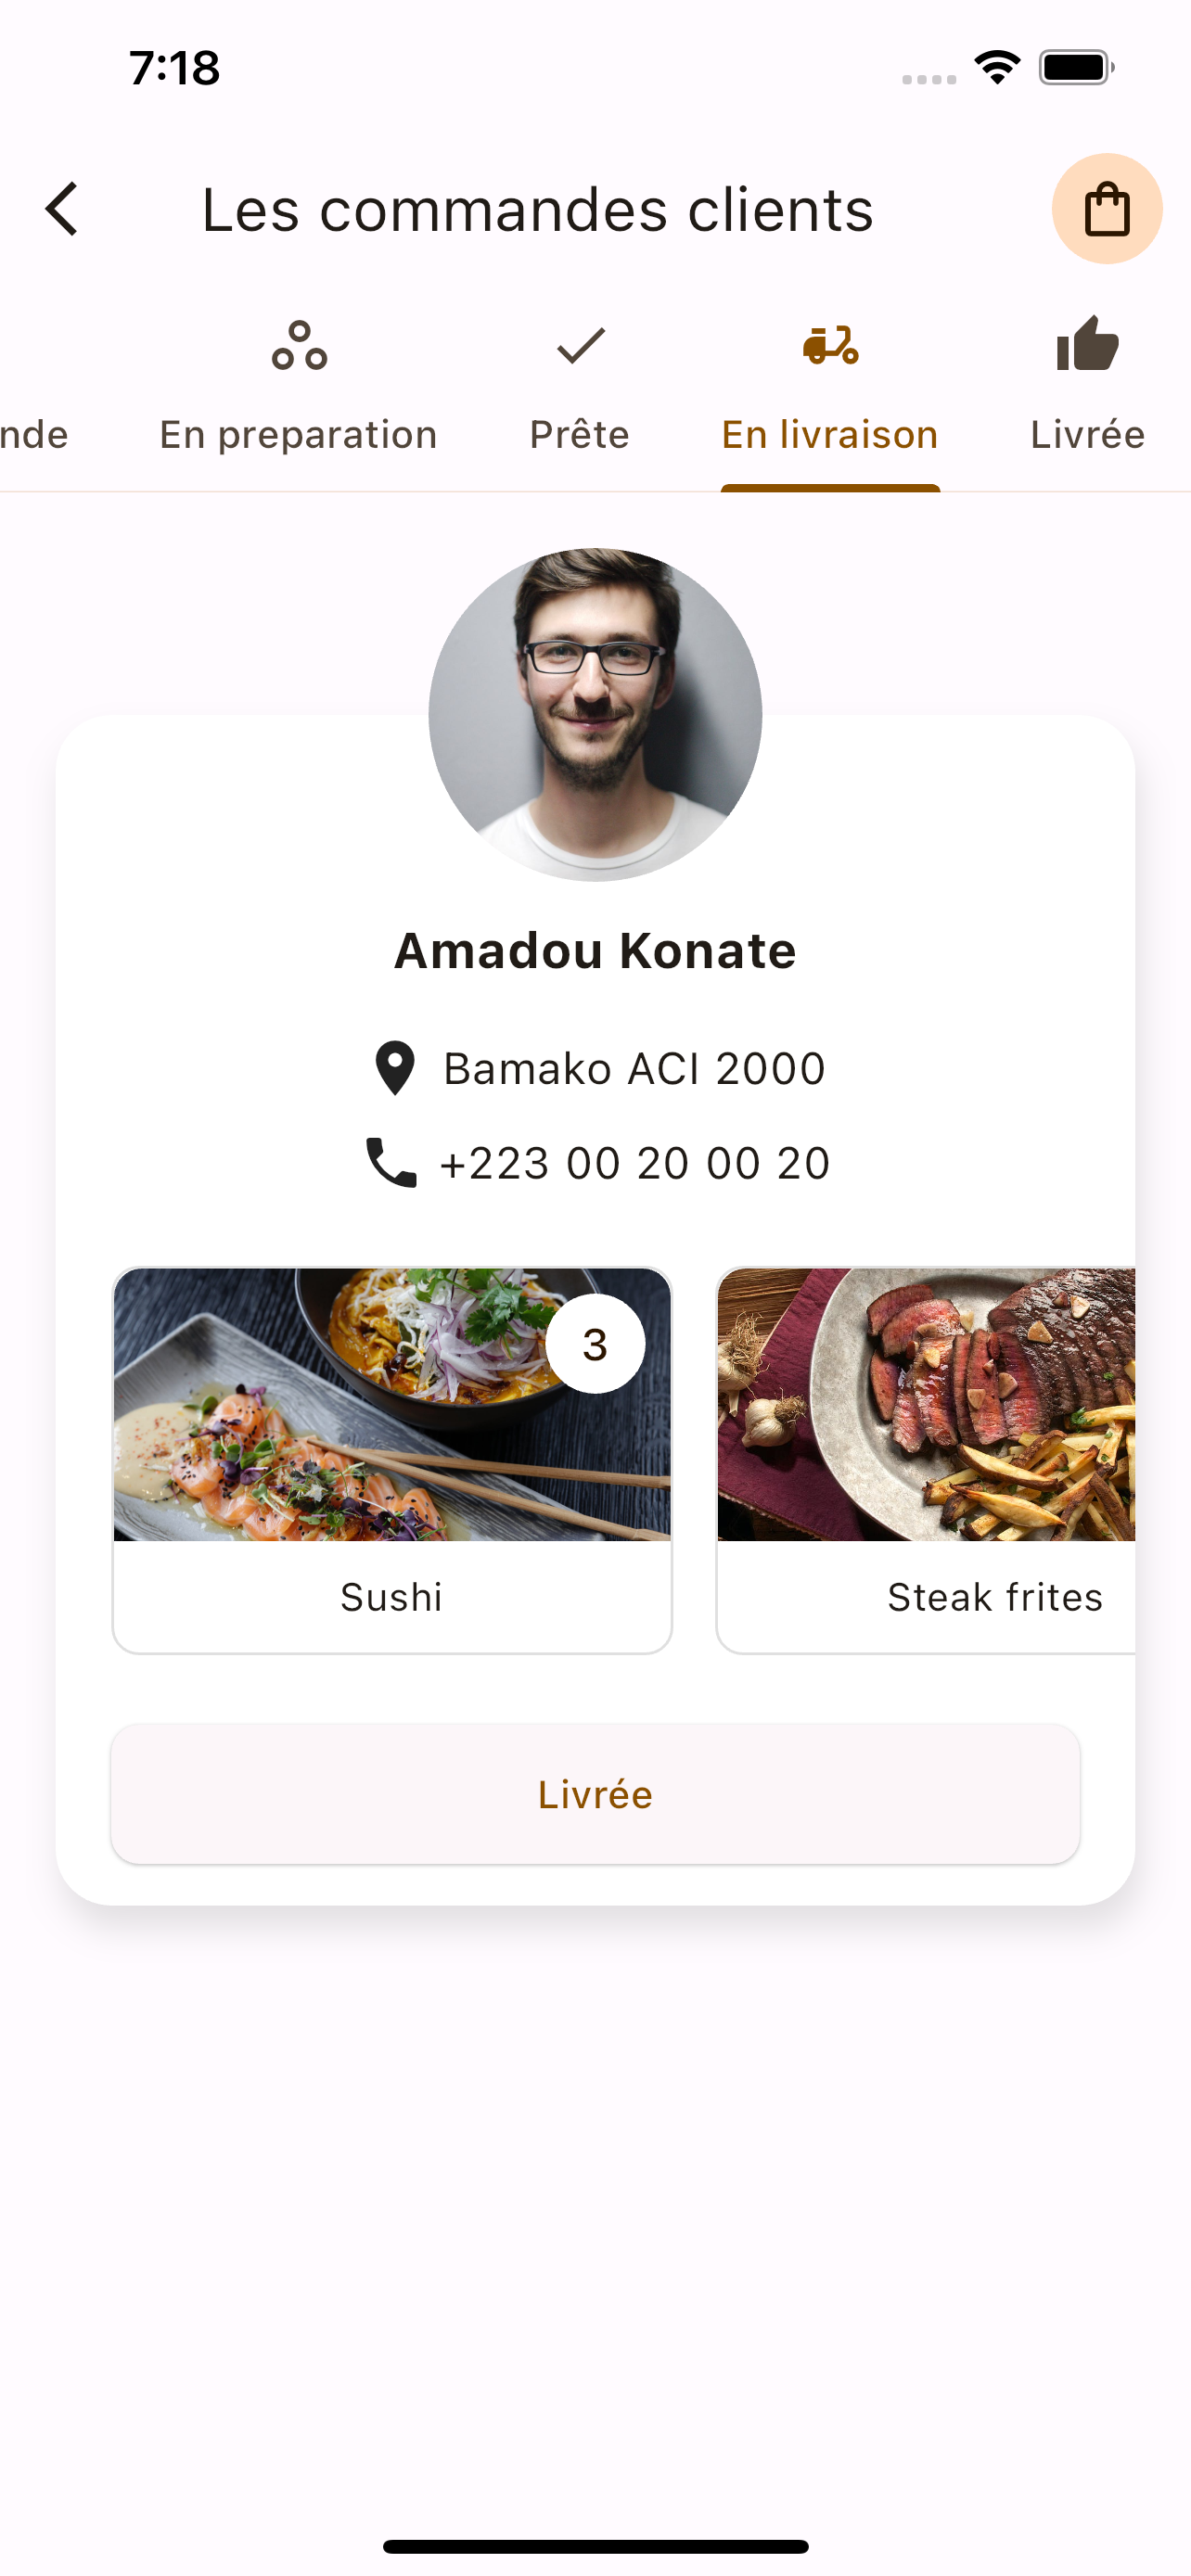 7:18
Les commandes clients
nde
En preparation
Prête
En livraison
Livrée
Amadou Konate
Bamako ACI 2000
+223 00 20 00 20
3
Sushi
Steak frites
Livrée